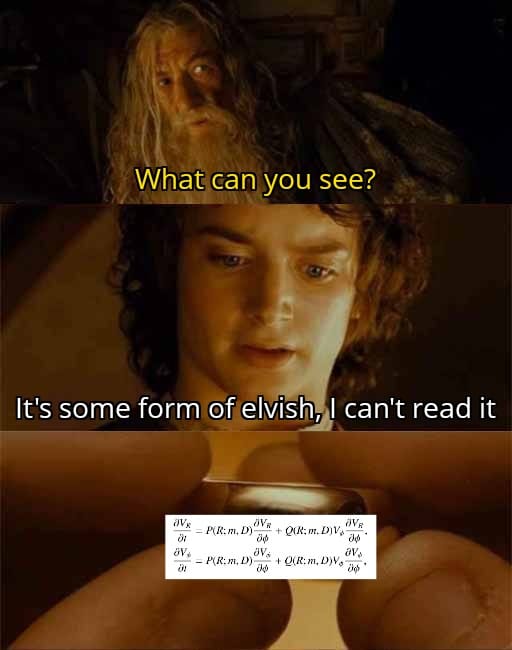 What can you see?
It's some form of elvish, I can't read it
∂V_R/∂t = P(R; m, D) ∂V_R/∂ϕ + Q(R; m, D)V_ϕ ∂V_R/∂ϕ,
∂V_ϕ/∂t = P(R; m, D) ∂V_ϕ/∂ϕ + Q(R; m, D)V_ϕ ∂V_ϕ/∂ϕ,